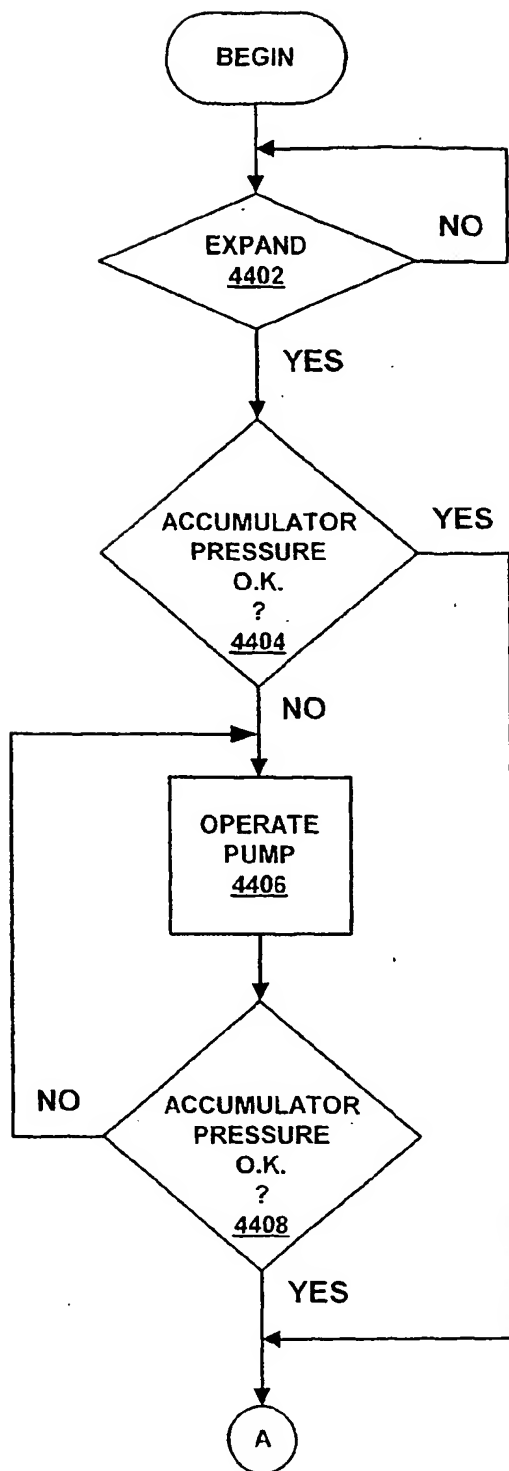 BEGIN
NO
EXPAND
4402
YES
ACCUMULATOR
PRESSURE
O.K.
?
4404
YES
NO
OPERATE
PUMP
4406
NO
ACCUMULATOR
PRESSURE
O.K.
?
4408
YES
A